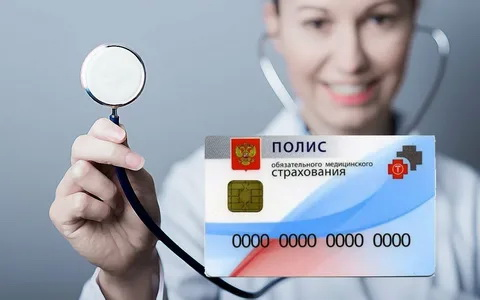 ПОЛИС
обязательного медицинского
страхования
0000 0000 0000 0000